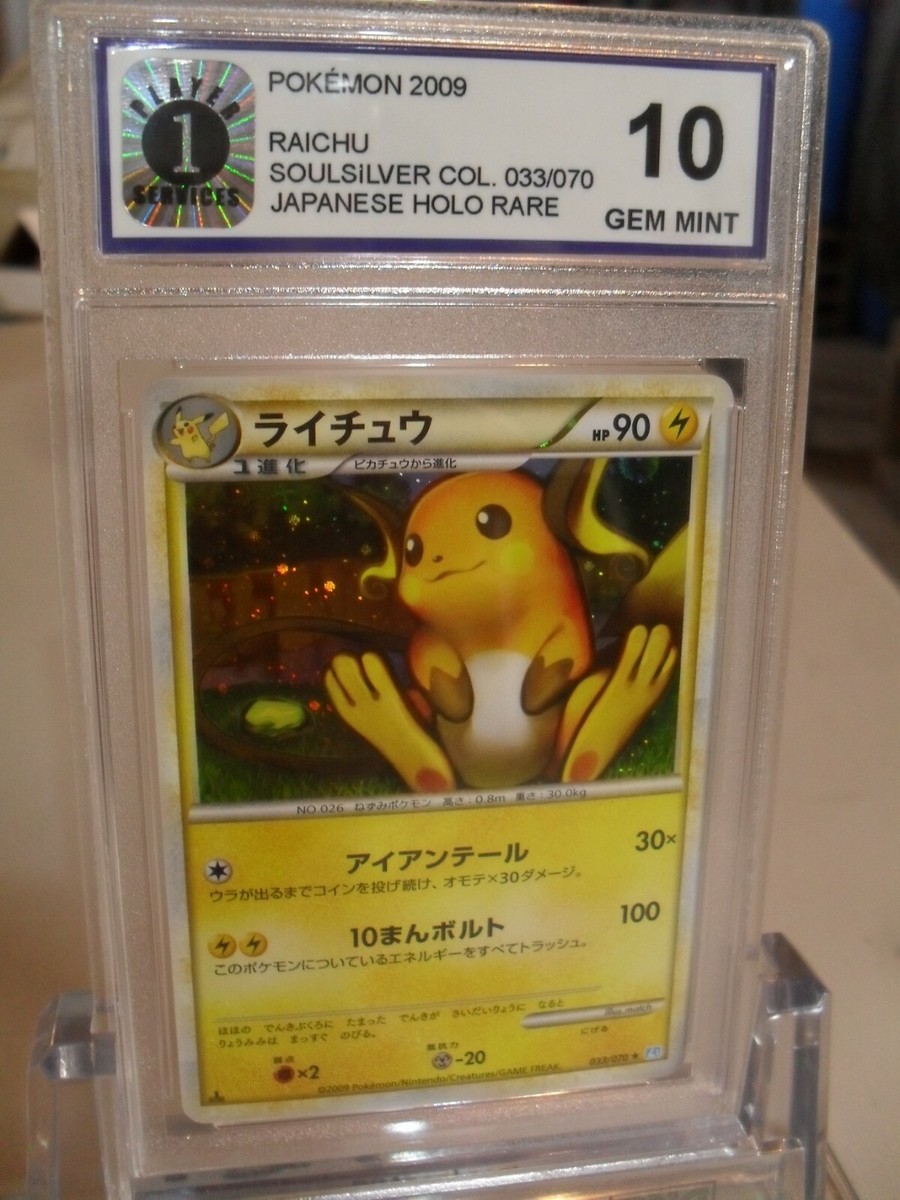 PLAYER
1
SERVICES
POKÉMON 2009
RAICHU
SOULSiLVER COL. 033/070
JAPANESE HOLO RARE
10
GEM MINT
ライチュウ
HP 90
1進化
ピカチュウから進化
NO.026 ねずみポケモン 高さ:0.8m 重さ:30.0kg
アイアンテール 30×
ウラが出るまでコインを投げ続け、オモテ×30ダメージ。
10まんボルト 100
このポケモンについているエネルギーをすべてトラッシュ。
ほほの でんきぶくろに たまった でんきが さいだいりょうに なると
りょうみみは まっすぐ のびる。
illus. match
にげる
弱点
×2
抵抗力
-20
033/070 ★
©2009 Pokémon/Nintendo/Creatures/GAME FREAK.